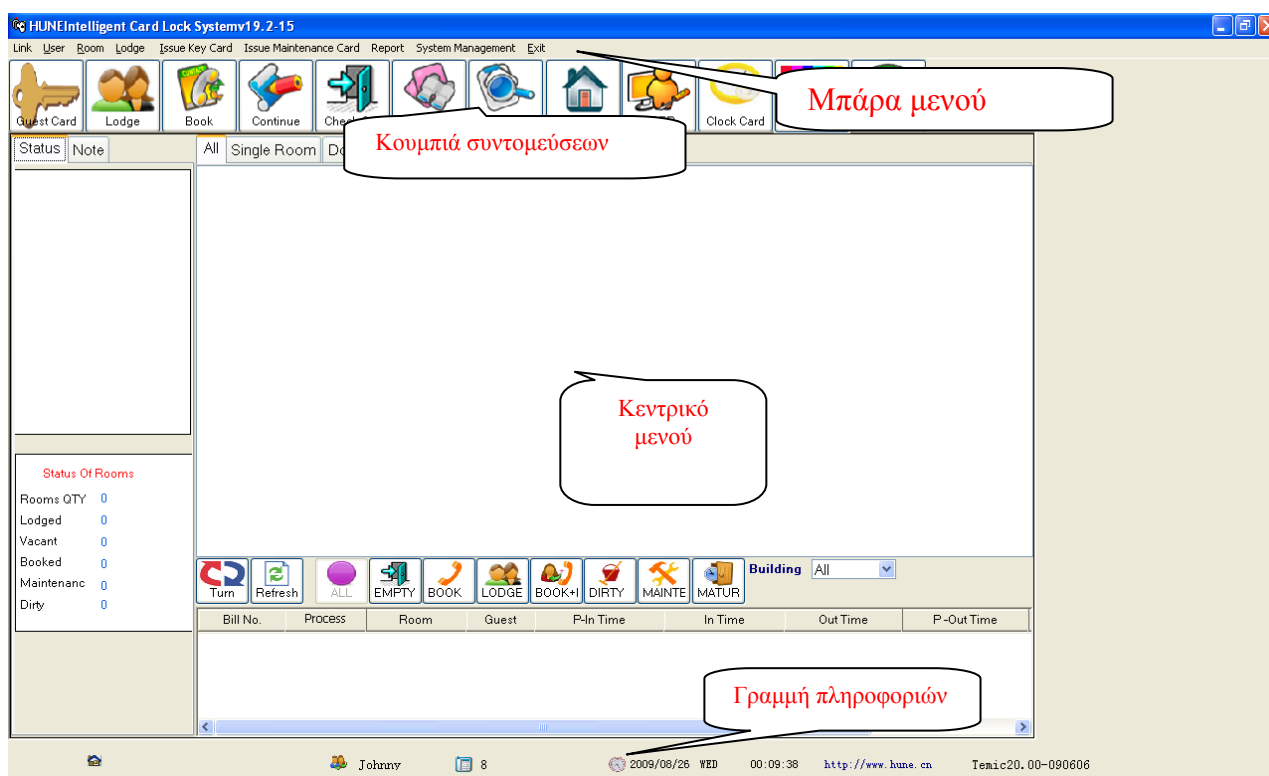 HUNEIntelligent Card Lock Systemv19.2-15
Link User Room Lodge Issue Key Card Issue Maintenance Card Report System Management Exit
Guest Card Lodge Book Continue Clock Card
Μπάρα μενού
Κουμπιά συντομεύσεων
Status Note All Single Room
Κεντρικό
μενού
Status Of Rooms
Rooms QTY 0
Lodged 0
Vacant 0
Booked 0
Maintenanc 0
Dirty 0
Turn Refresh ALL EMPTY BOOK LODGE BOOK+I DIRTY MAINTE MATUR Building All
Bill No. Process Room Guest P-In Time In Time Out Time P-Out Time
Γραμμή πληροφοριών
Johnny 8 2009/08/26 WED 00:09:38 http://www.hune.cn Temic20.00-090606